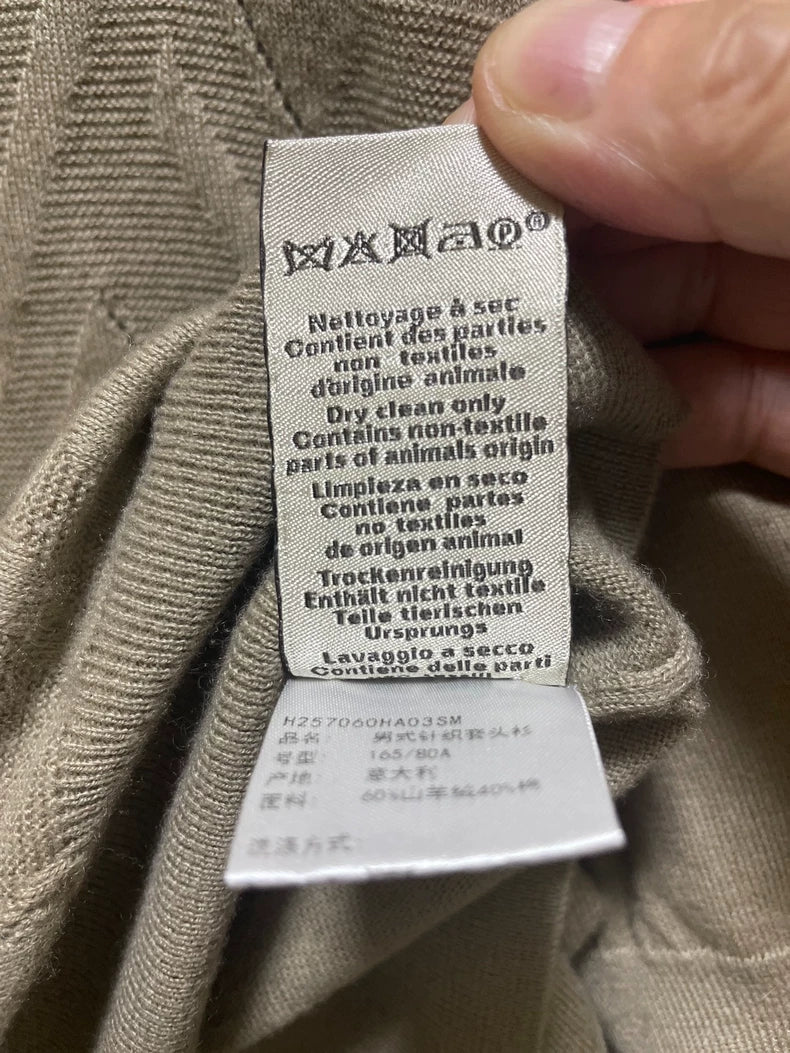 P
Nettoyage à sec
Contient des parties
non textiles
d'origine animale
Dry clean only
Contains non-textile
parts of animals origin
Limpieza en seco
Contiene partes
no textiles
de origen animal
Trockenreinigung
Enthält nicht textile
Teile tierischen
Ursprungs
Lavaggio a secco
Contiene delle parti
H257060HA03SM
品名: 男式针织套头衫
号型: 165/80A
产地: 意大利
面料: 60%山羊绒40%棉
洗涤方式